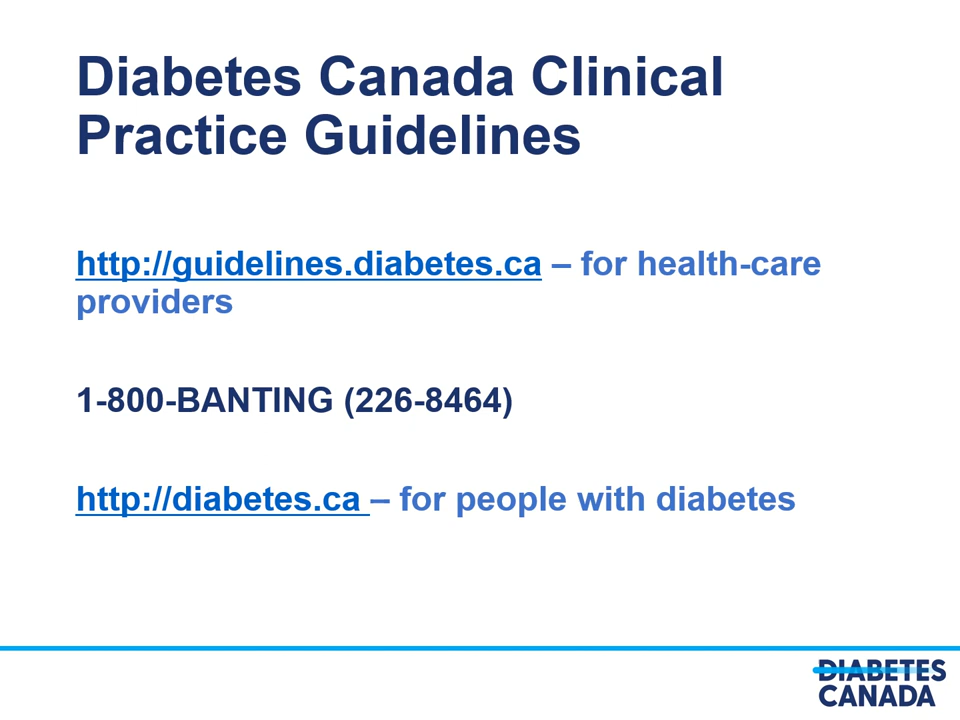 Diabetes Canada Clinical
Practice Guidelines
http://guidelines.diabetes.ca – for health-care
providers
1-800-BANTING (226-8464)
http://diabetes.ca – for people with diabetes
DIABETES
CANADA